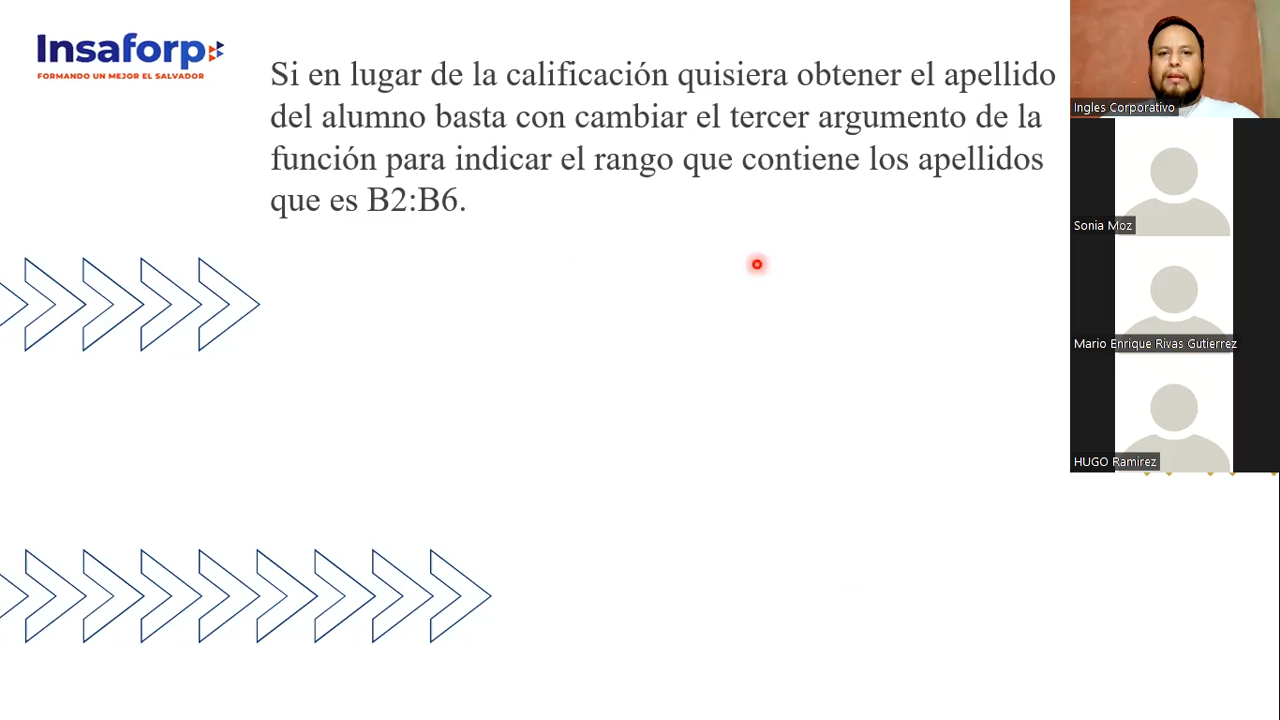 Insaforp
FORMANDO UN MEJOR EL SALVADOR
Si en lugar de la calificación quisiera obtener el apellido
del alumno basta con cambiar el tercer argumento de la
función para indicar el rango que contiene los apellidos
que es B2:B6.
Ingles Corporativo
Sonia Moz
Mario Enrique Rivas Gutierrez
HUGO Ramirez